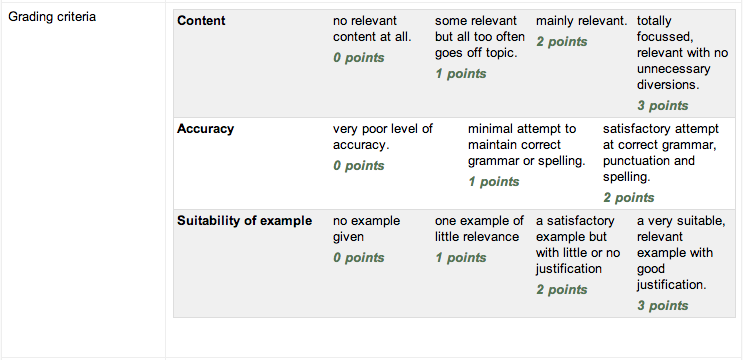 Grading criteria
Content
no relevant
content at all.
0 points
some relevant
but all too often
goes off topic.
1 points
mainly relevant.
2 points
totally
focussed,
relevant with no
unnecessary
diversions.
3 points
Accuracy
very poor level of
accuracy.
0 points
minimal attempt to
maintain correct
grammar or spelling.
1 points
satisfactory attempt
at correct grammar,
punctuation and
spelling.
2 points
Suitability of example
no example
given
0 points
one example of
little relevance
1 points
a satisfactory
example but
with little or no
justification
2 points
a very suitable,
relevant
example with
good
justification.
3 points